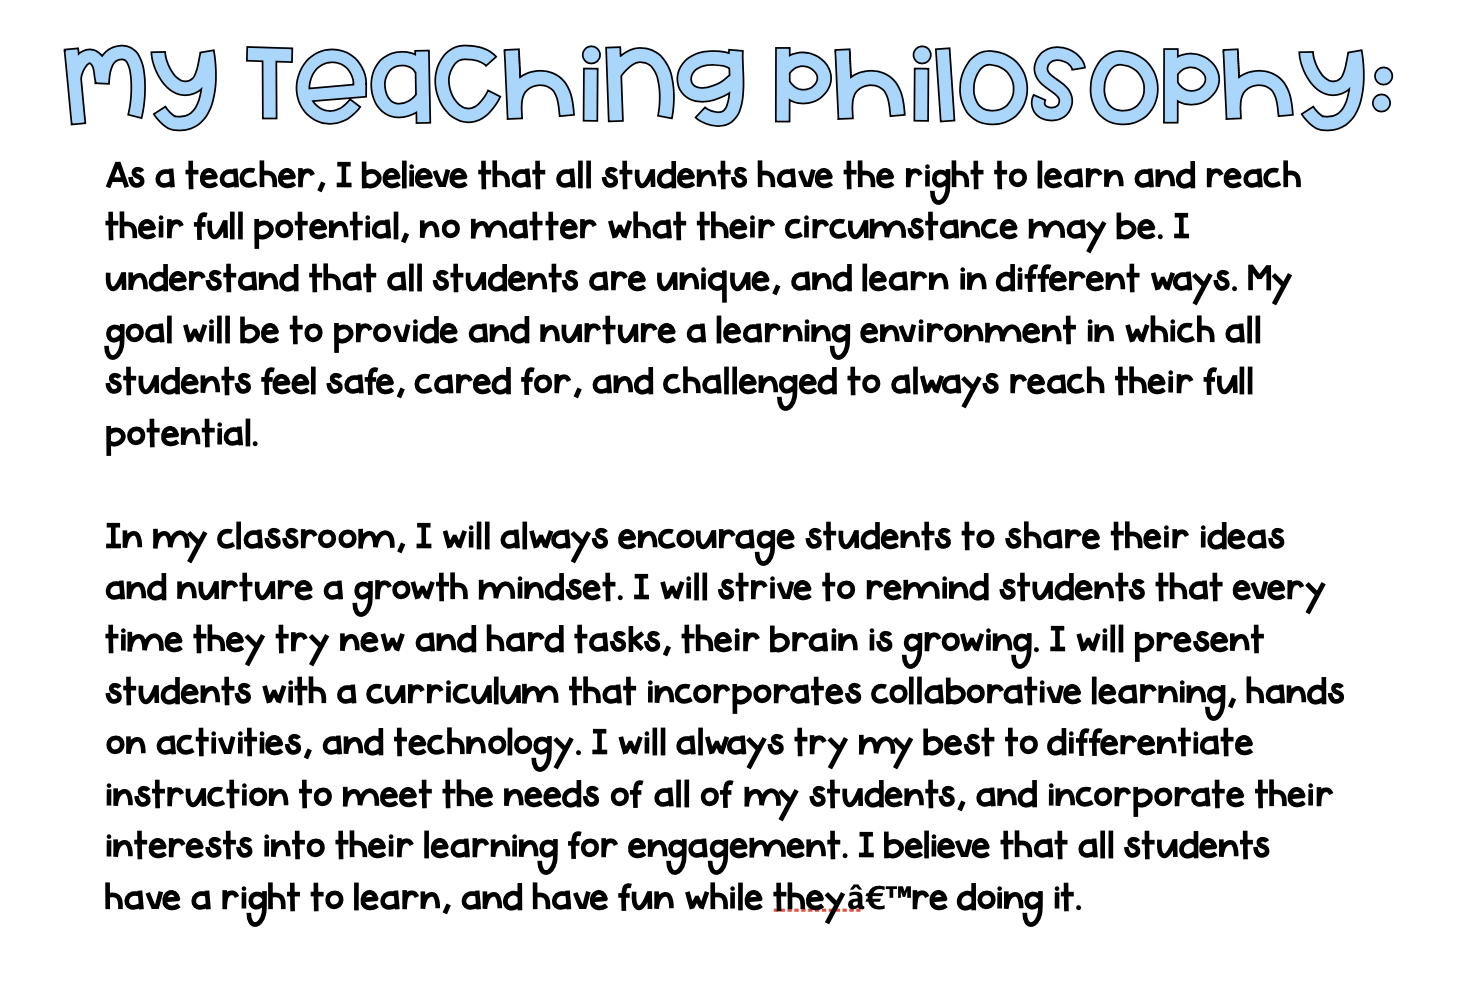 My Teaching Philosophy:
As a teacher, I believe that all students have the right to learn and reach
their full potential, no matter what their circumstance may be. I
understand that all students are unique, and learn in different ways. My
goal will be to provide and nurture a learning environment in which all
students feel safe, cared for, and challenged to always reach their full
potential.
In my classroom, I will always encourage students to share their ideas
and nurture a growth mindset. I will strive to remind students that every
time they try new and hard tasks, their brain is growing. I will present
students with a curriculum that incorporates collaborative learning, hands
on activities, and technology. I will always try my best to differentiate
instruction to meet the needs of all of my students, and incorporate their
interests into their learning for engagement. I believe that all students
have a right to learn, and have fun while theyâ€™re doing it.